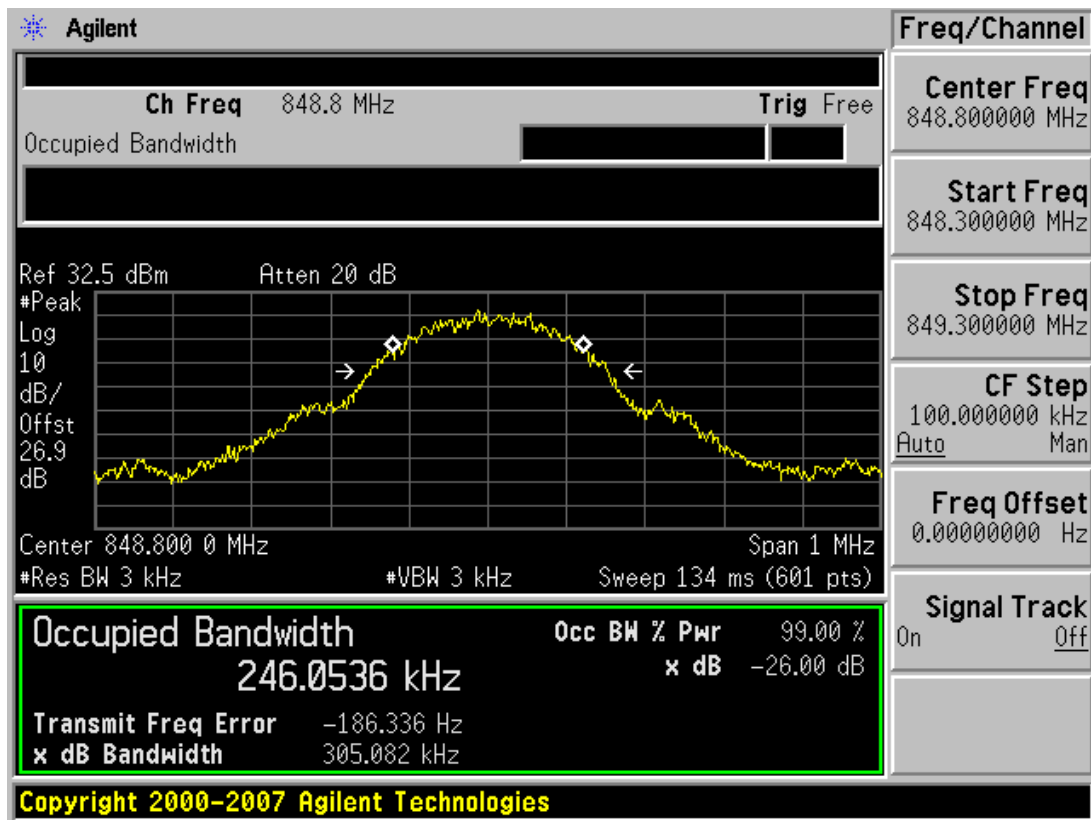 Agilent
Freq/Channel
Ch Freq 848.8 MHz Trig Free
Occupied Bandwidth
Center Freq
848.800000 MHz
Start Freq
848.300000 MHz
Stop Freq
849.300000 MHz
CF Step
100.000000 kHz
Auto Man
Freq Offset
0.00000000 Hz
Signal Track
On Off
Ref 32.5 dBm Atten 20 dB
#Peak
Log
10
dB/
Offst
26.9
dB
Center 848.800 0 MHz Span 1 MHz
#Res BW 3 kHz #VBW 3 kHz Sweep 134 ms (601 pts)
Occupied Bandwidth Occ BW % Pwr 99.00 %
246.0536 kHz x dB -26.00 dB
Transmit Freq Error -186.336 Hz
x dB Bandwidth 305.082 kHz
Copyright 2000-2007 Agilent Technologies